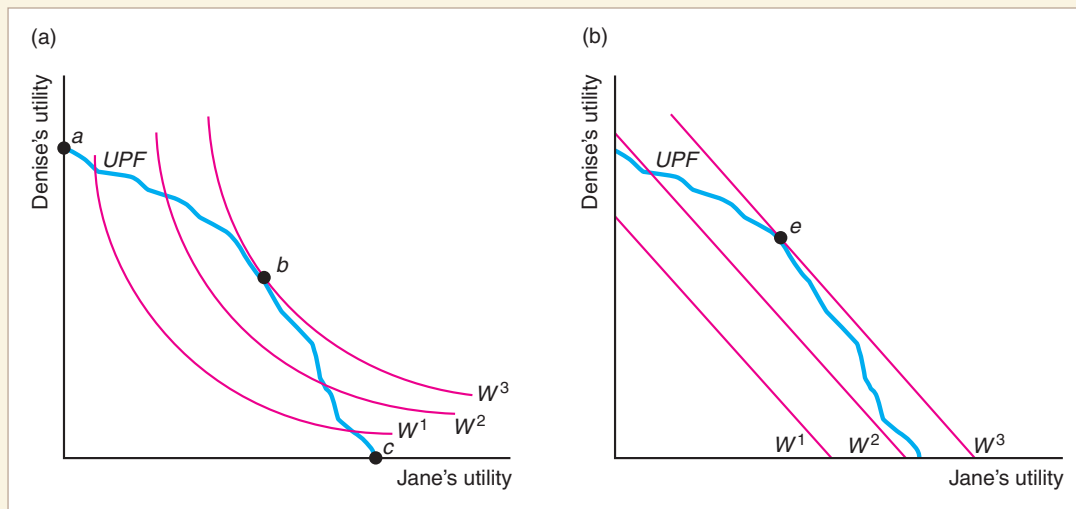 (a)
Denise's utility
a
UPF
b
W³
W²
W¹
c
Jane's utility
(b)
Denise's utility
UPF
e
W¹ W² W³
Jane's utility